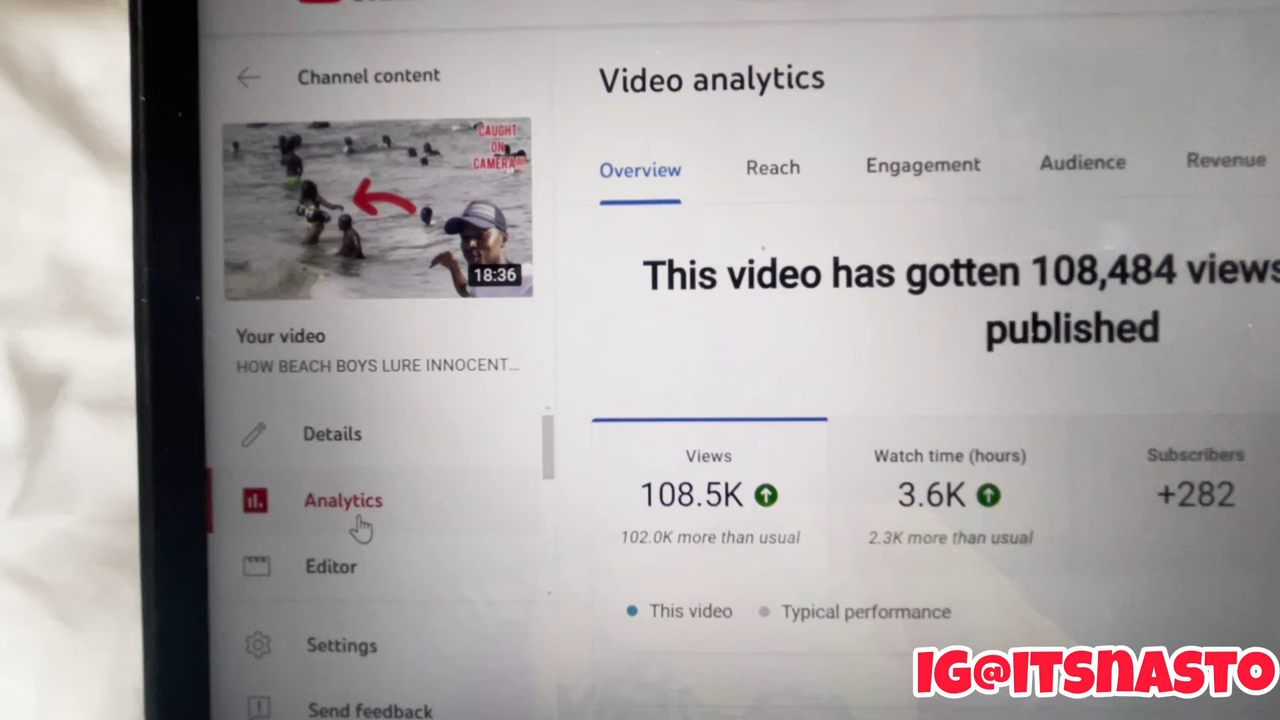 Channel content
CAUGHT
ON
CAMERA!!!
18:36
Your video
HOW BEACH BOYS LURE INNOCENT...
Details
Analytics
Editor
Settings
Send feedback
Video analytics
Overview Reach Engagement Audience Revenue
This video has gotten 108,484 views
published
Views
108.5K
102.0K more than usual
Watch time (hours)
3.6K
2.3K more than usual
Subscribers
+282
This video Typical performance
IG@ITSNASTO